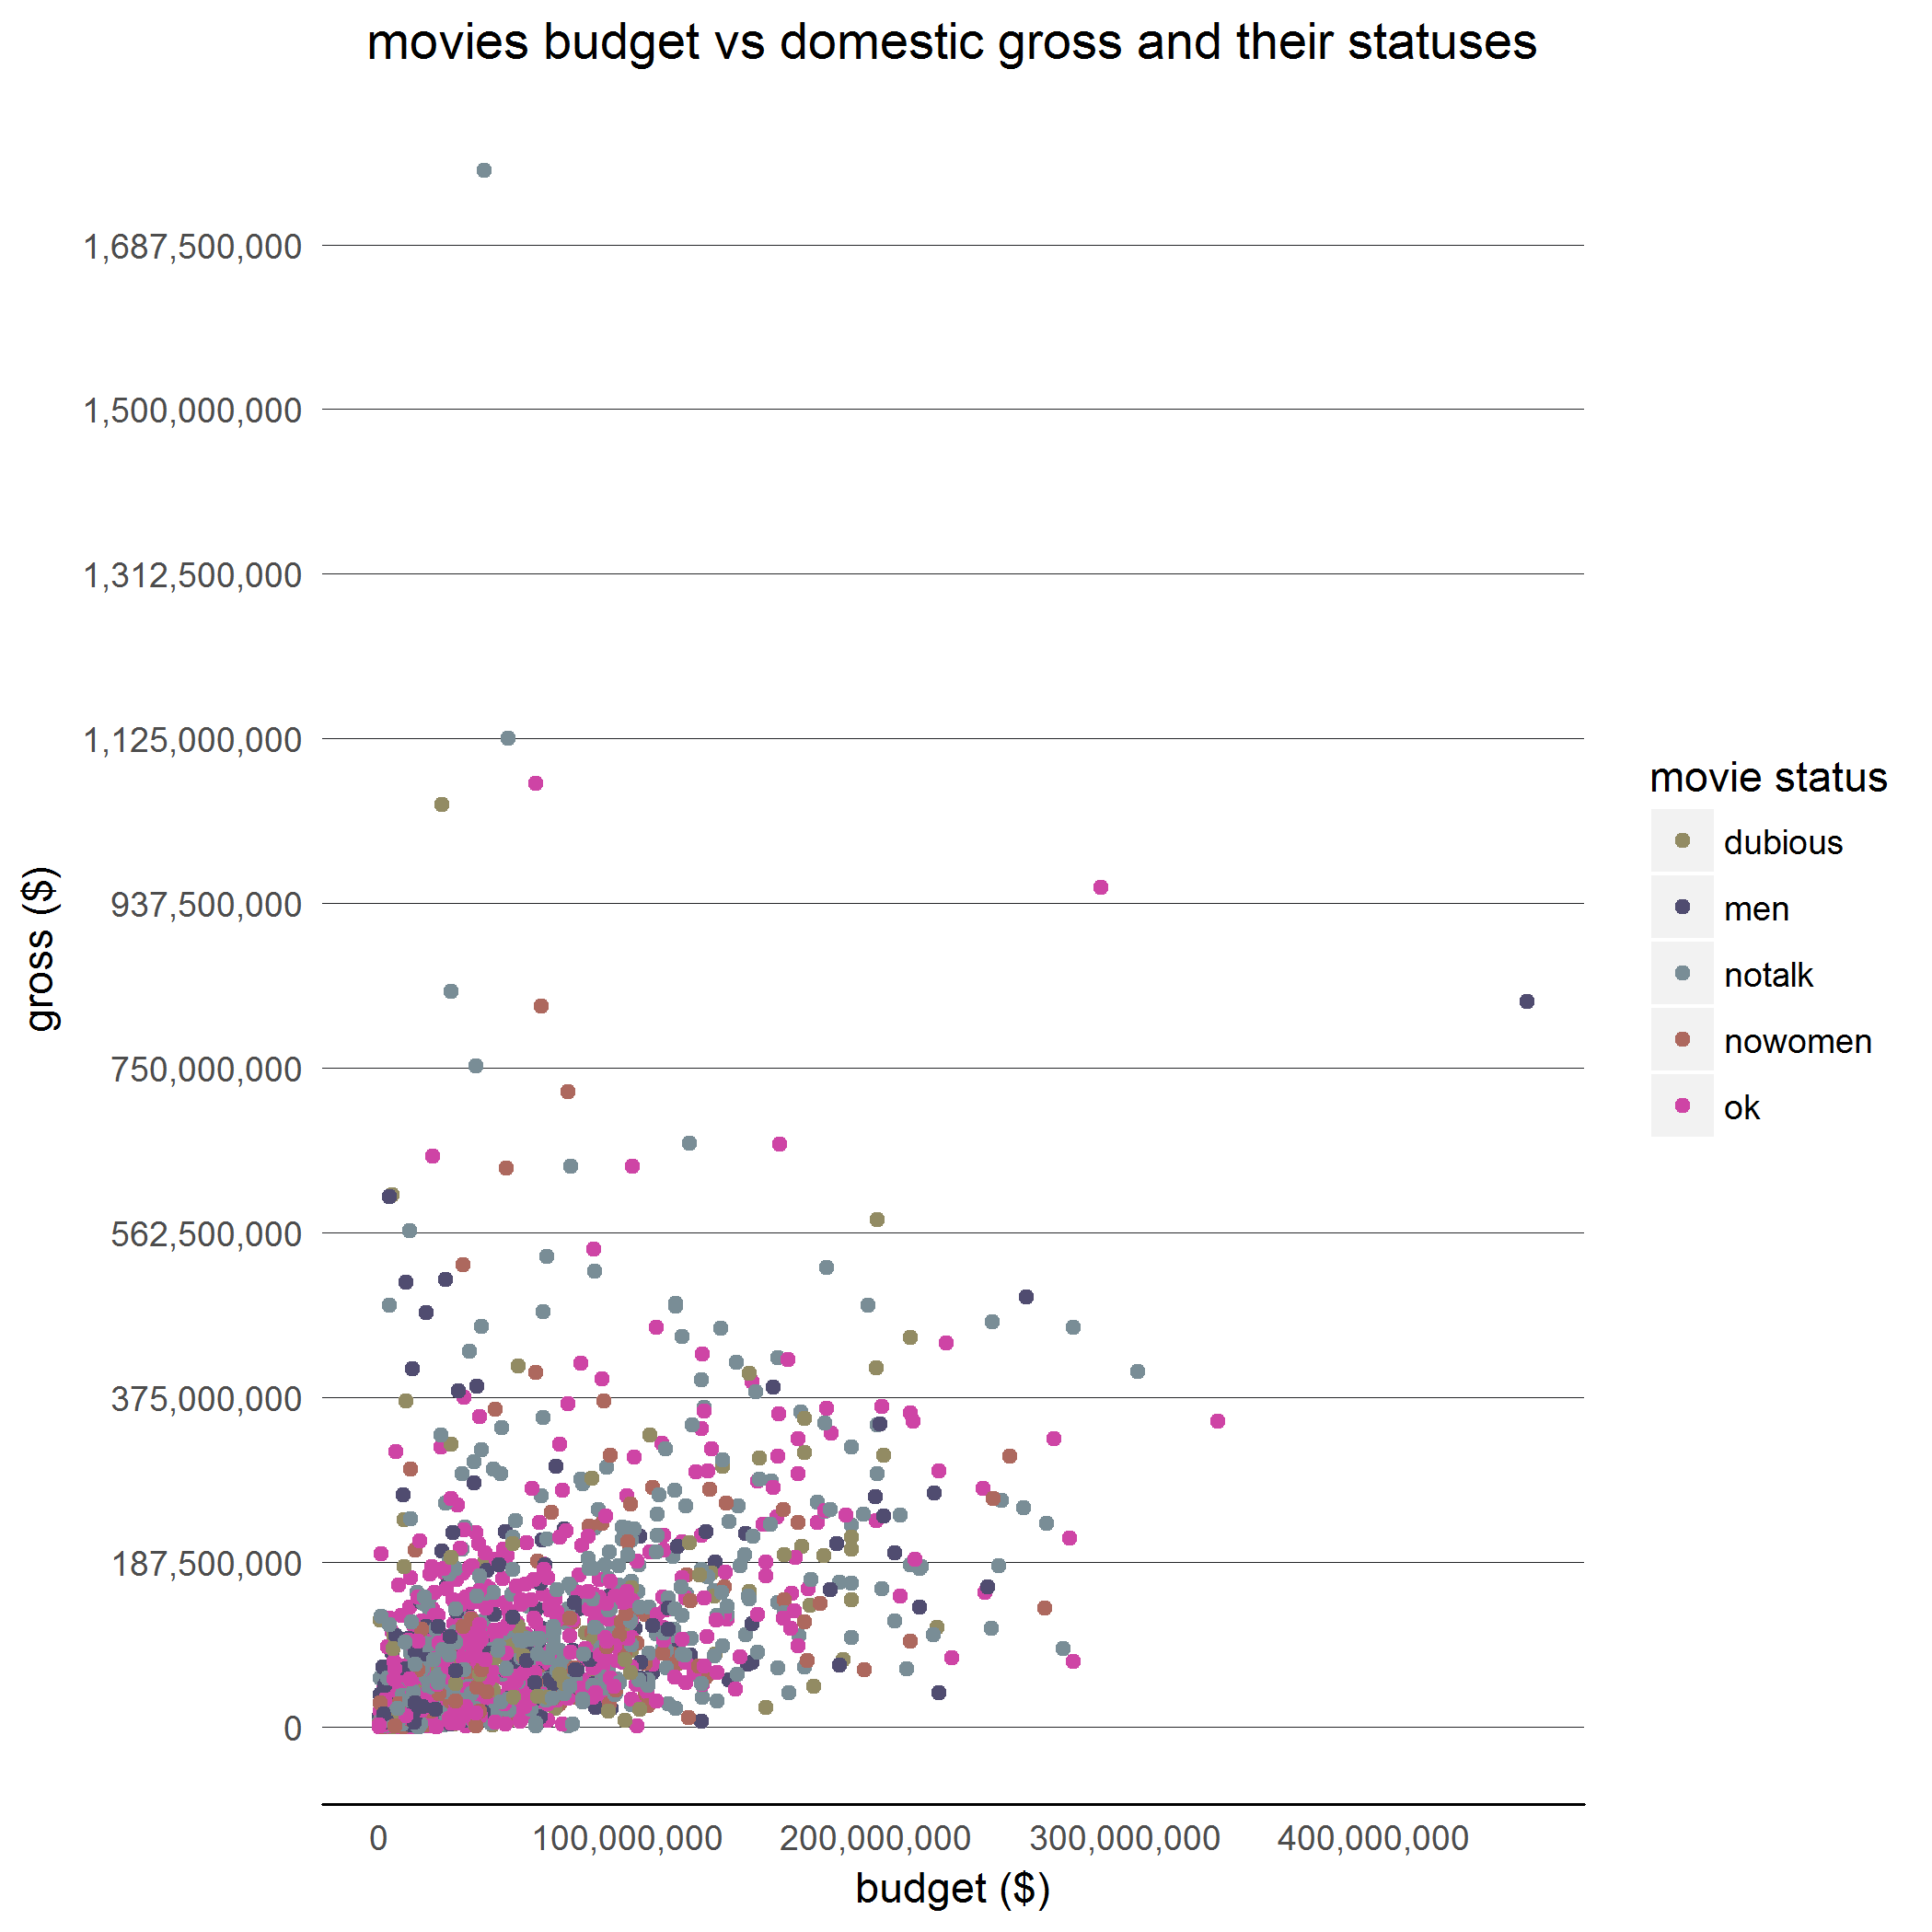 movies budget vs domestic gross and their statuses
1,687,500,000
1,500,000,000
1,312,500,000
1,125,000,000
937,500,000
750,000,000
562,500,000
375,000,000
187,500,000
0
gross ($)
0 100,000,000 200,000,000 300,000,000 400,000,000
budget ($)
movie status
dubious
men
notalk
nowomen
ok